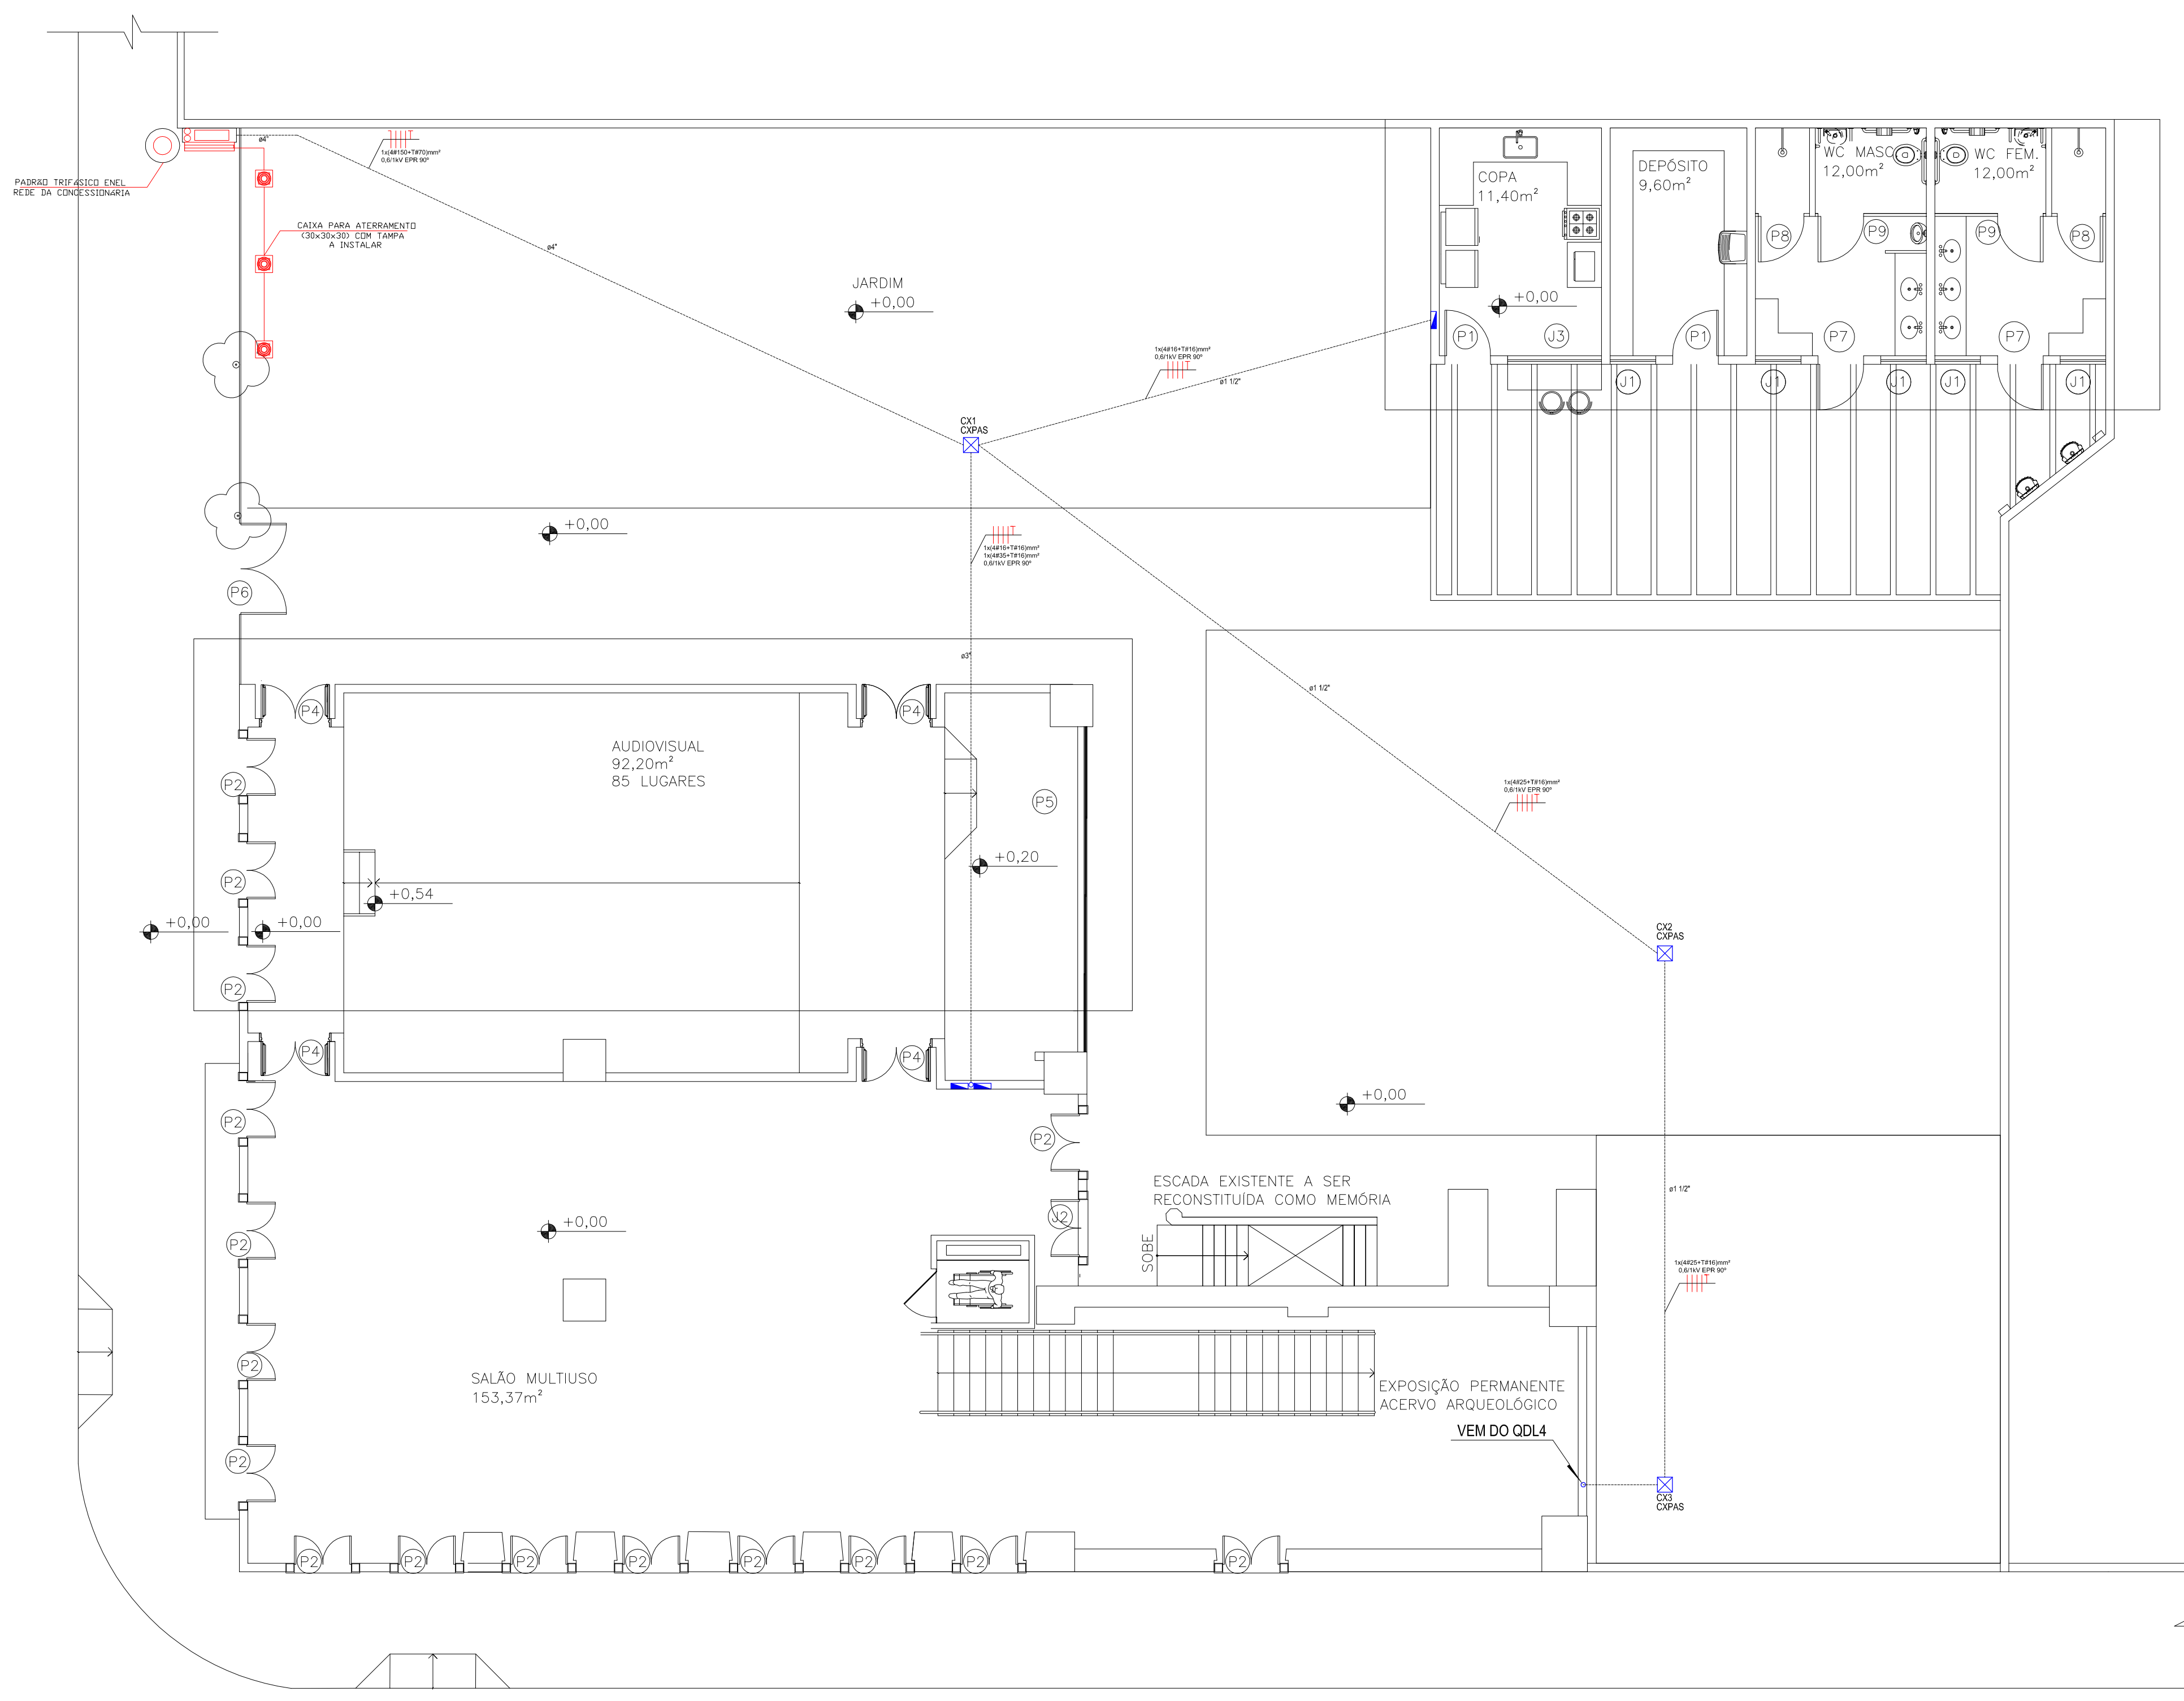 ø4"
1x(4#150+T#70)mm²
0,6/1kV EPR 90º
PADRÃO TRIFÁSICO ENEL
REDE DA CONCESSIONÁRIA
CAIXA PARA ATERRAMENTO
(30x30x30) COM TAMPA
A INSTALAR
ø4"
JARDIM
+0,00
COPA
11,40m²
DEPÓSITO
9,60m²
WC MASC
12,00m²
WC FEM.
12,00m²
P8
P9
P9
P8
+0,00
P1
J3
P1
P7
P7
J1
J1
J1
J1
J1
1x(4#16+T#16)mm²
0,6/1kV EPR 90º
ø1 1/2"
CX1
CXPAS
+0,00
1x(4#16+T#16)mm²
1x(4#35+T#16)mm²
0,6/1kV EPR 90º
P6
ø3"
ø1 1/2"
P4
P4
AUDIOVISUAL
92,20m²
85 LUGARES
P2
P5
1x(4#25+T#16)mm²
0,6/1kV EPR 90º
+0,20
P2
+0,54
+0,00
+0,00
CX2
CXPAS
P2
P4
P4
+0,00
P2
P2
ESCADA EXISTENTE A SER
RECONSTITUÍDA COMO MEMÓRIA
ø1 1/2"
+0,00
J2
SOBE
P2
1x(4#25+T#16)mm²
0,6/1kV EPR 90º
P2
SALÃO MULTIUSO
153,37m²
EXPOSIÇÃO PERMANENTE
ACERVO ARQUEOLÓGICO
VEM DO QDL4
P2
CX3
CXPAS
P2
P2
P2
P2
P2
P2
P2
P2